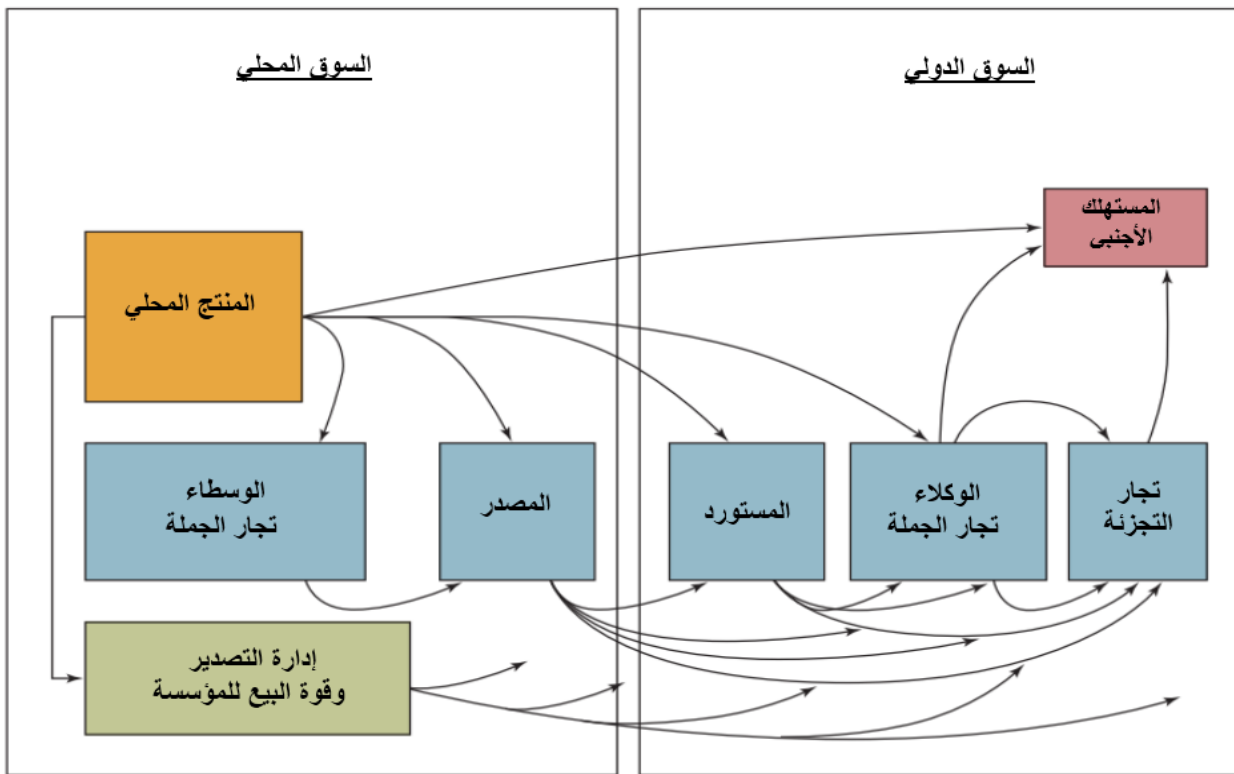 السوق المحلي
السوق الدولي
المستهلك
الأجنبي
المنتج المحلي
الوسطاء
تجار الجملة
المصدر
المستورد
الوكلاء
تجار الجملة
تجار
التجزئة
إدارة التصدير
وقوة البيع للمؤسسة